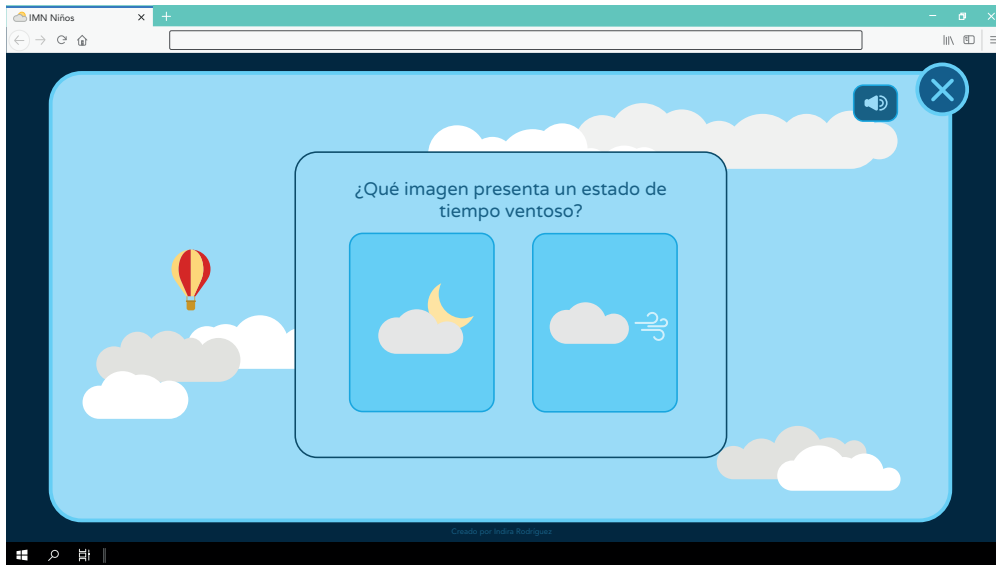 IMN Niños
¿Qué imagen presenta un estado de
tiempo ventoso?
Creado por Indira Rodríguez